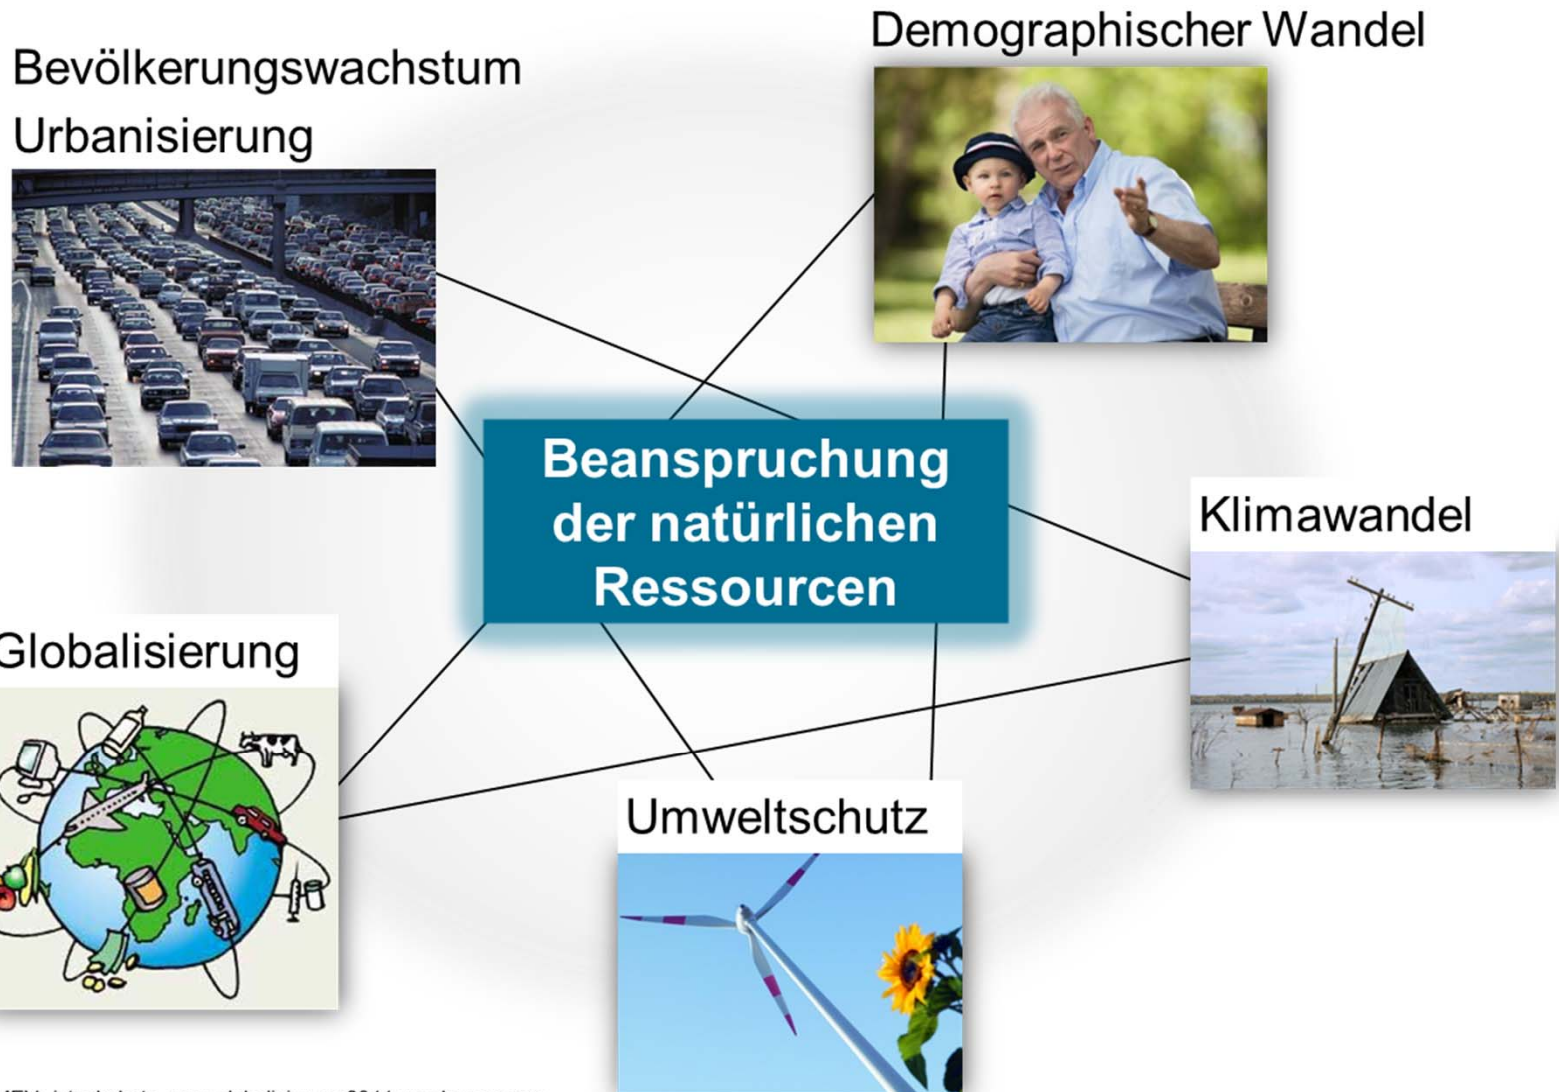 Demographischer Wandel
Bevölkerungswachstum
Urbanisierung
Beanspruchung
der natürlichen
Ressourcen
Klimawandel
Globalisierung
Umweltschutz